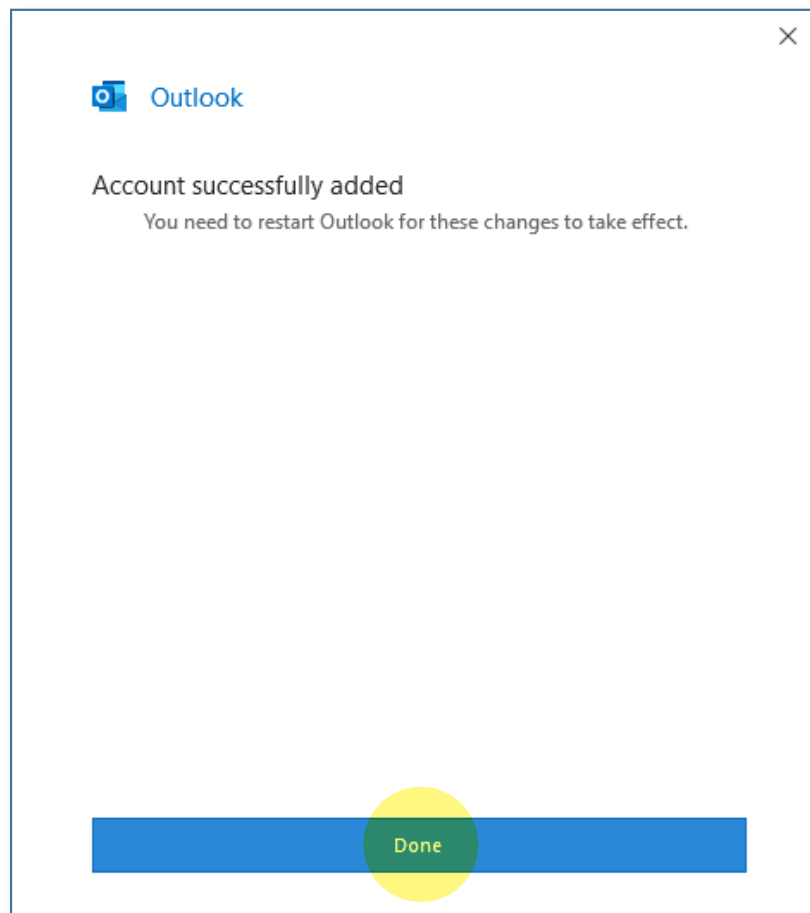 Outlook
Account successfully added
You need to restart Outlook for these changes to take effect.
Done